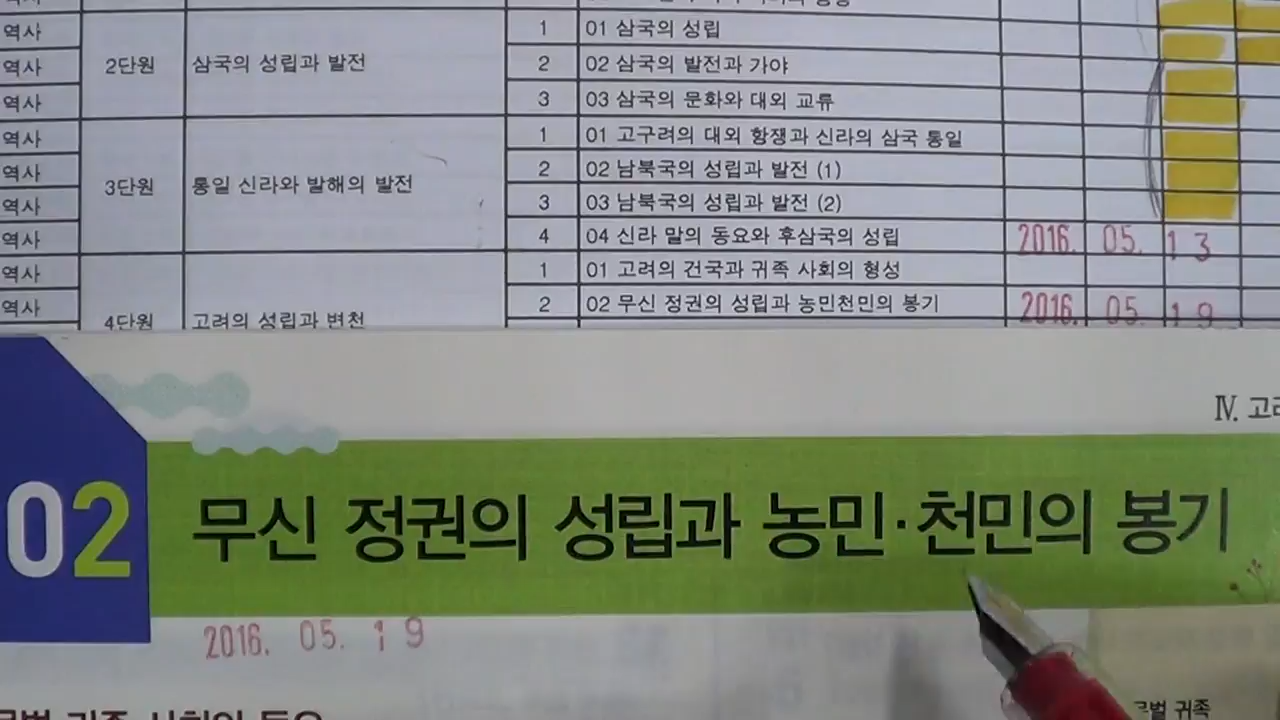 역사 1 01 삼국의 성립
역사 2단원 삼국의 성립과 발전 2 02 삼국의 발전과 가야
역사 3 03 삼국의 문화와 대외 교류
역사 1 01 고구려의 대외 항쟁과 신라의 삼국 통일
역사 3단원 통일 신라와 발해의 발전 2 02 남북국의 성립과 발전 (1)
역사 3 03 남북국의 성립과 발전 (2)
역사 4 04 신라 말의 동요와 후삼국의 성립 2016. 05. 13
역사 1 01 고려의 건국과 귀족 사회의 형성
역사 2 02 무신 정권의 성립과 농민천민의 봉기 2016. 05. 19
4단원 고려의 성립과 변천
Ⅳ. 고려
02 무신 정권의 성립과 농민·천민의 봉기
2016. 05. 19
귀족